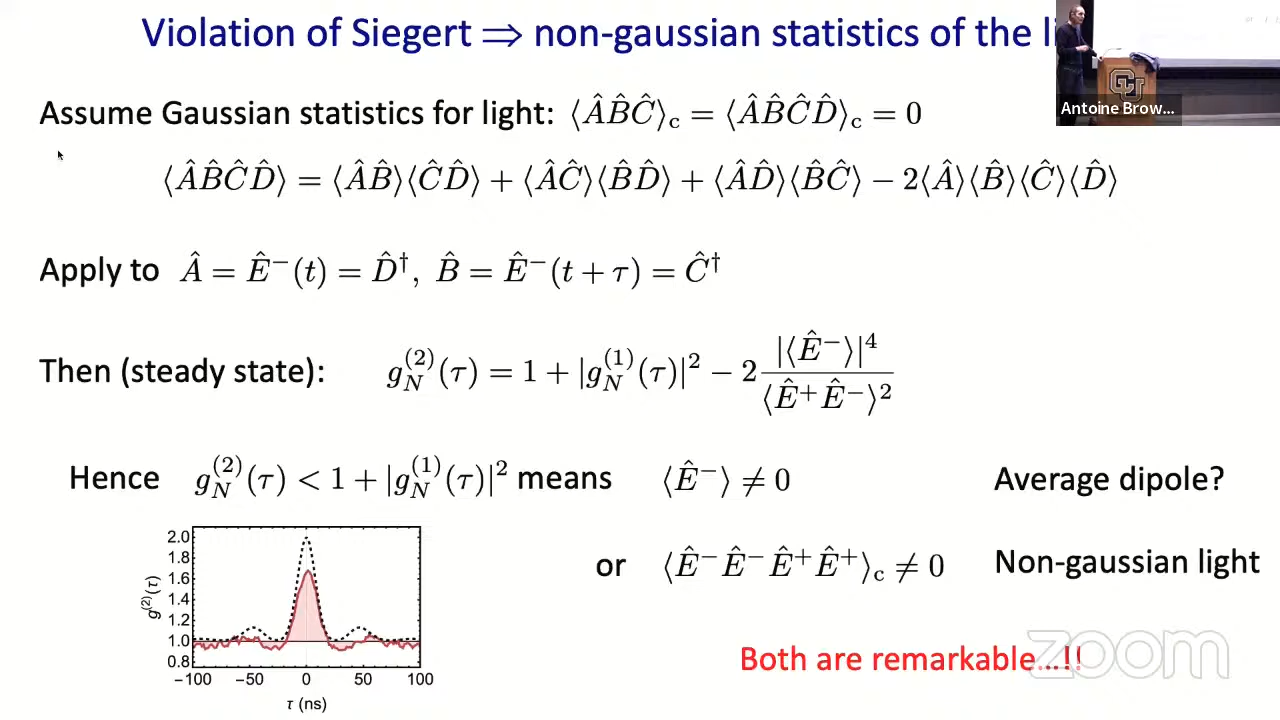 Violation of Siegert ⟹ non-gaussian statistics of the li
Antoine Brow...
Assume Gaussian statistics for light: ⟨ÂB̂Ĉ⟩c = ⟨ÂB̂ĈD̂⟩c = 0
⟨ÂB̂ĈD̂⟩ = ⟨ÂB̂⟩⟨ĈD̂⟩ + ⟨ÂĈ⟩⟨B̂D̂⟩ + ⟨ÂD̂⟩⟨B̂Ĉ⟩ − 2⟨Â⟩⟨B̂⟩⟨Ĉ⟩⟨D̂⟩
Apply to Â = Ê⁻(t) = D̂†, B̂ = Ê⁻(t + τ) = Ĉ†
Then (steady state): g_N^(2)(τ) = 1 + |g_N^(1)(τ)|² − 2 |⟨Ê⁻⟩|⁴ / ⟨Ê⁺Ê⁻⟩²
Hence g_N^(2)(τ) < 1 + |g_N^(1)(τ)|² means ⟨Ê⁻⟩ ≠ 0 Average dipole?
or ⟨Ê⁻Ê⁻Ê⁺Ê⁺⟩c ≠ 0 Non-gaussian light
Both are remarkable...!!
zoom
g^(2)(τ)
2.0
1.8
1.6
1.4
1.2
1.0
0.8
−100 −50 0 50 100
τ (ns)
CU